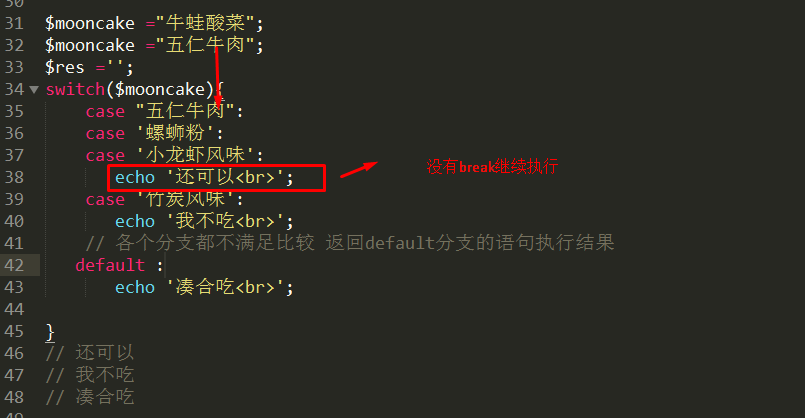 30
31 $mooncake ="牛蛙酸菜";
32 $mooncake ="五仁牛肉";
33 $res ='';
34 switch($mooncake){
35 case "五仁牛肉":
36 case '螺蛳粉':
37 case '小龙虾风味':
38 echo '还可以<br>';
没有break继续执行
39 case '竹炭风味':
40 echo '我不吃<br>';
41 // 各个分支都不满足比较 返回default分支的语句执行结果
42 default :
43 echo '凑合吃<br>';
44
45 }
46 // 还可以
47 // 我不吃
48 // 凑合吃